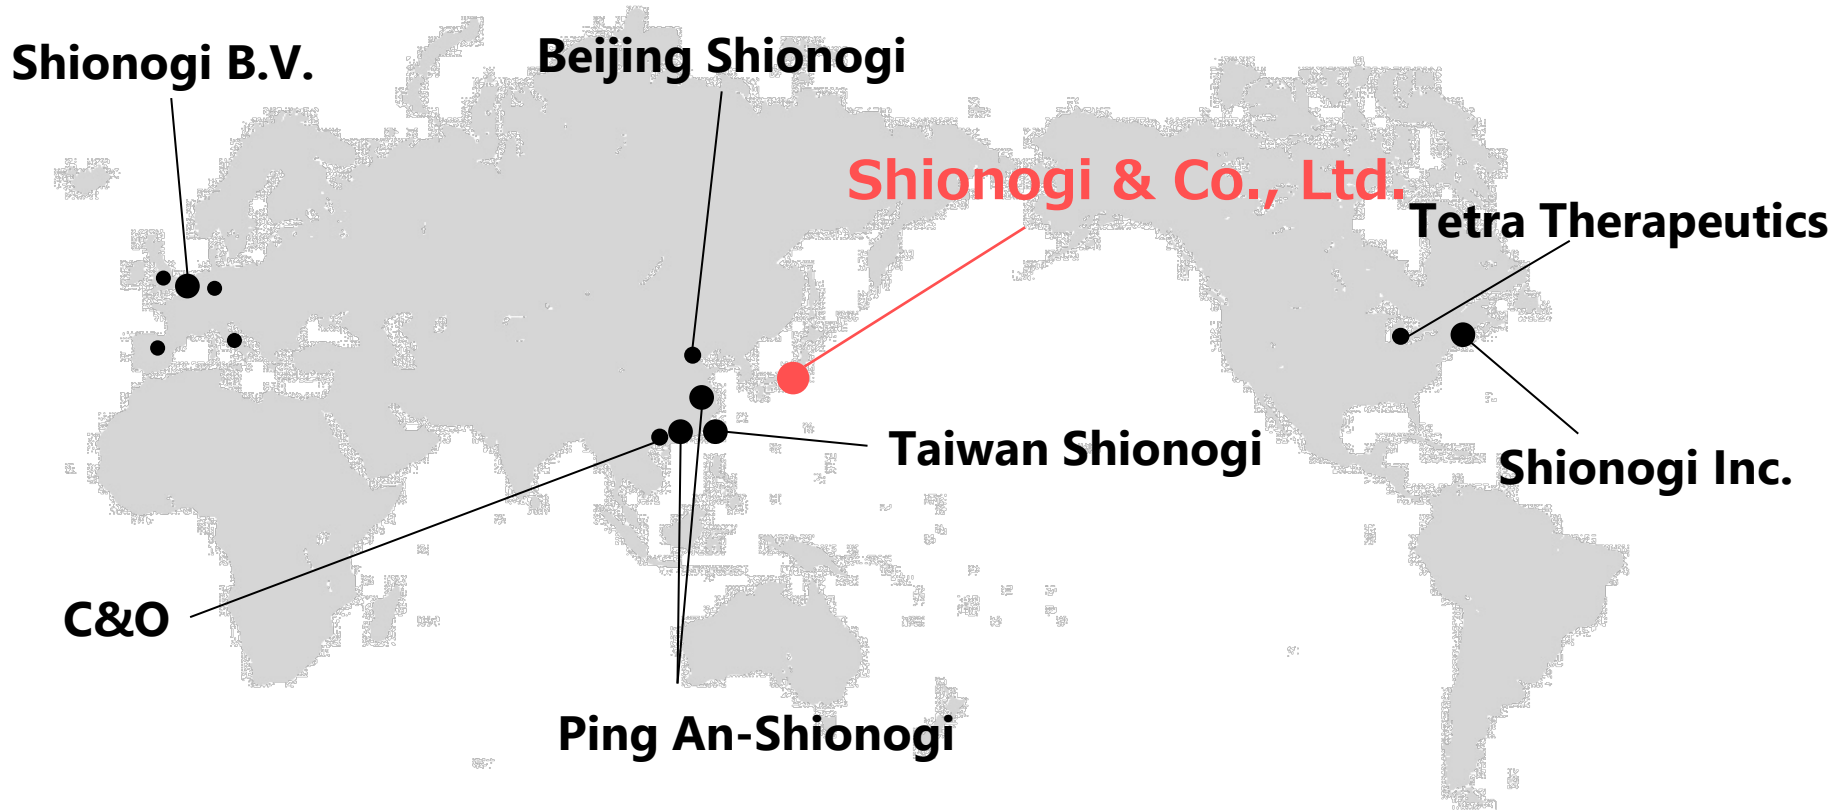 Shionogi B.V.
Beijing Shionogi
Shionogi & Co., Ltd.
Tetra Therapeutics
Taiwan Shionogi
Shionogi Inc.
C&O
Ping An-Shionogi